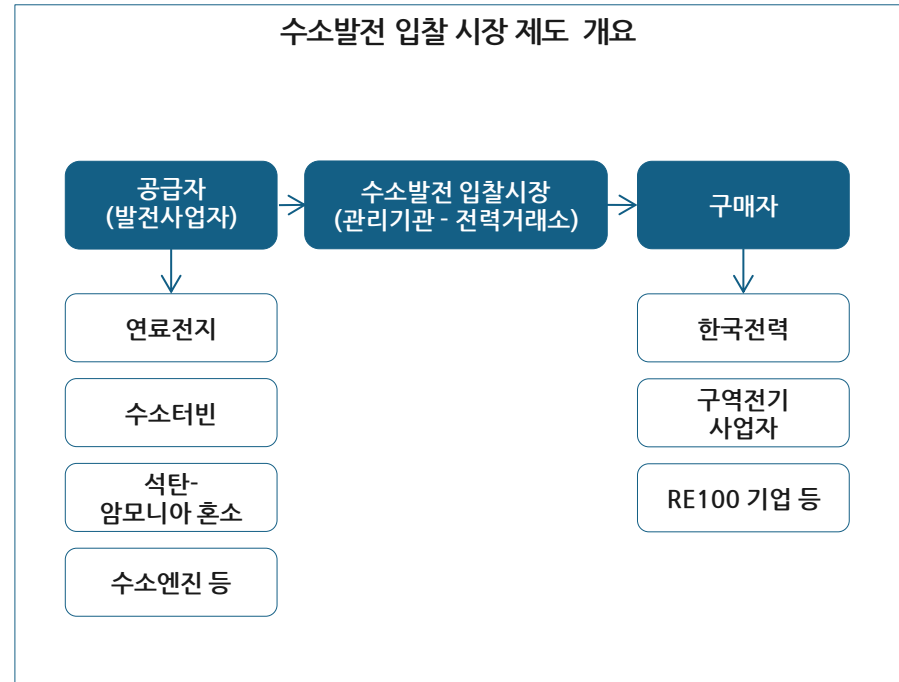 수소발전 입찰 시장 제도 개요
공급자
(발전사업자)
수소발전 입찰시장
(관리기관 - 전력거래소)
구매자
연료전지
수소터빈
석탄-
암모니아 혼소
수소엔진 등
한국전력
구역전기
사업자
RE100 기업 등